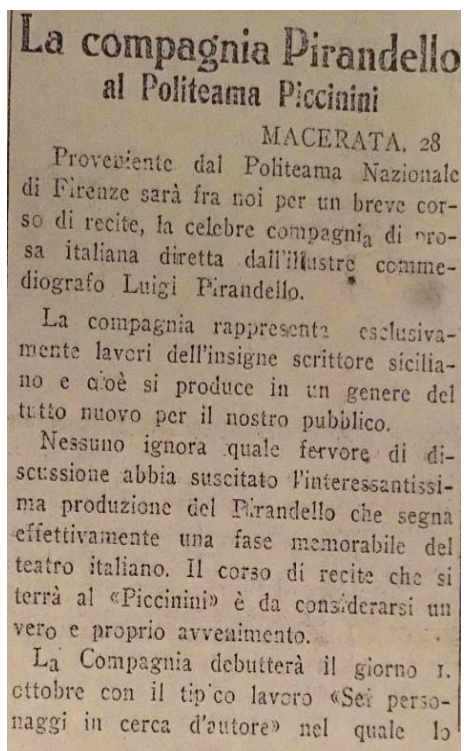 La compagnia Pirandello
al Politeama Piccinini
MACERATA, 28
Proveniente dal Politeama Nazionale
di Firenze sarà fra noi per un breve cor-
so di recite, la celebre compagnia di pro-
sa italiana diretta dall'illustre comme-
diografo Luigi Pirandello.
La compagnia rappresenta esclusiva-
mente lavori dell'insigne scrittore sicilia-
no e cioè si produce in un genere del
tutto nuovo per il nostro pubblico.
Nessuno ignora quale fervore di di-
scussione abbia suscitato l'interessantissi-
ma produzione del Pirandello che segna
effettivamente una fase memorabile del
teatro italiano. Il corso di recite che si
terrà al «Piccinini» è da considerarsi un
vero e proprio avvenimento.
La Compagnia debutterà il giorno 1.
ottobre con il tipico lavoro «Sei perso-
naggi in cerca d'autore» nel quale lo